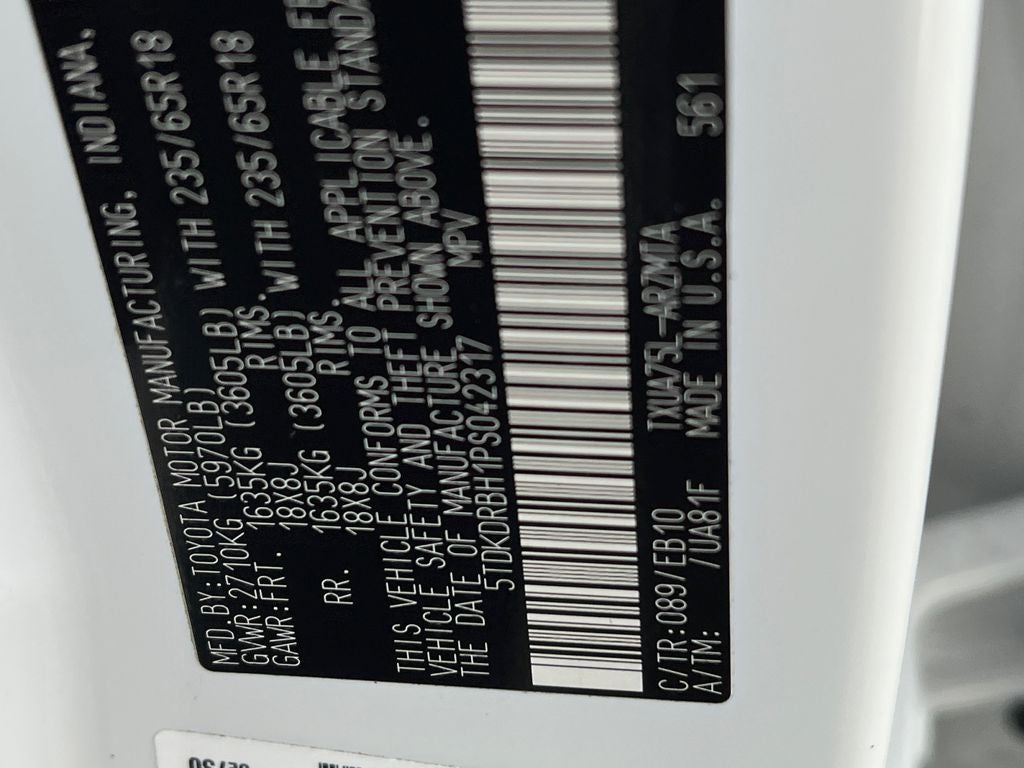 MFD.BY:TOYOTA MOTOR MANUFACTURING, INDIANA,
GVWR:2710KG (5970LB)
GAWR:FRT. 1635KG (3605LB) WITH 235/65R18
18X8J RIMS.
RR. 1635KG (3605LB) WITH 235/65R18
18X8J RIMS.
THIS VEHICLE CONFORMS TO ALL APPLICABLE
VEHICLE SAFETY AND THEFT PREVENTION
THE DATE OF MANUFACTURE SHOWN ABOVE.
5TDKDRBH1PS042317 MPV
C/TR:089/EB10 TXUA75L-ARZMTA 561
A/TM: /UA81F MADE IN U.S.A.